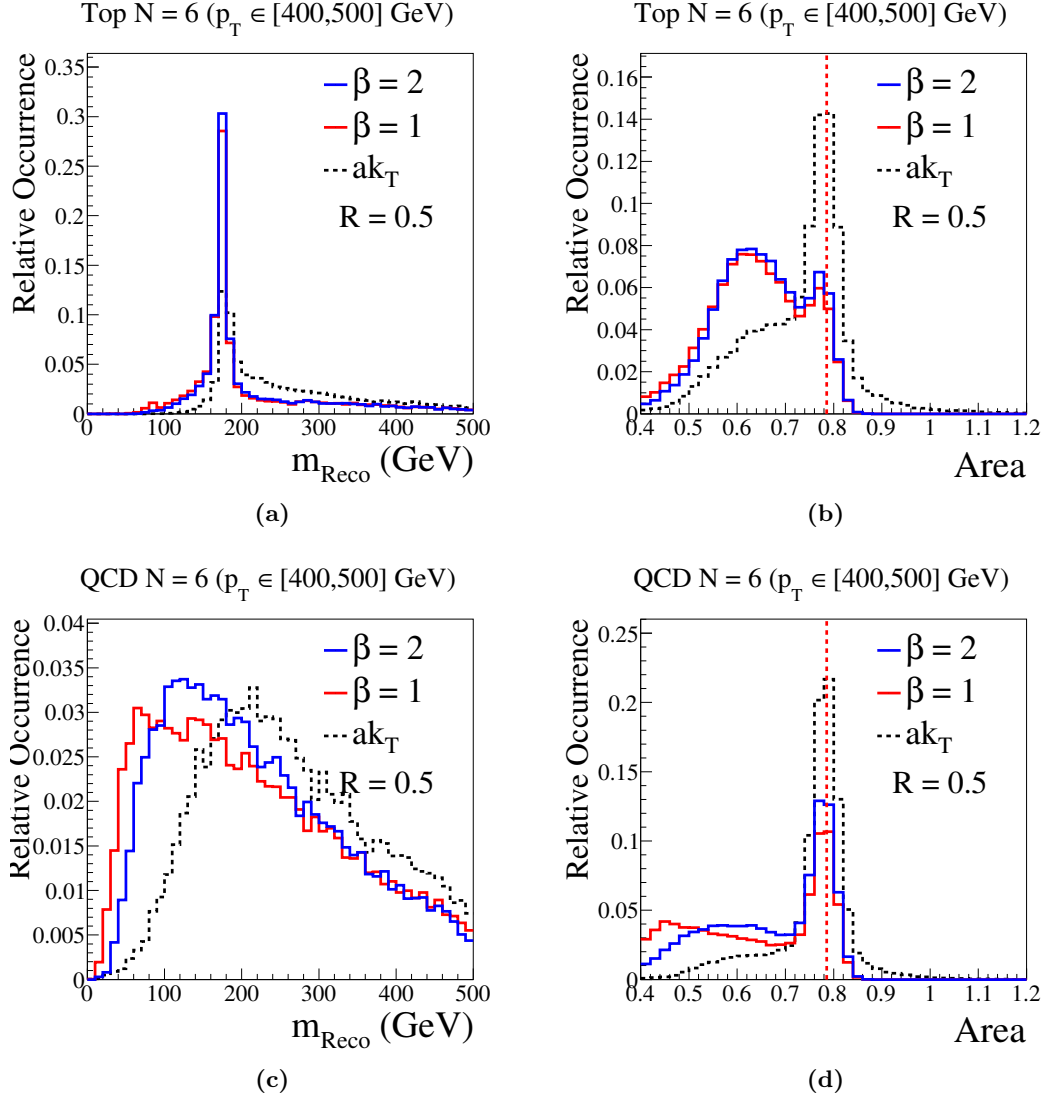 Top N = 6 (p_T ∈ [400,500] GeV)
Relative Occurrence
0.35
0.3
0.25
0.2
0.15
0.1
0.05
0
β = 2
β = 1
ak_T
R = 0.5
0 100 200 300 400 500
m_Reco (GeV)
(a)
Top N = 6 (p_T ∈ [400,500] GeV)
Relative Occurrence
0.16
0.14
0.12
0.1
0.08
0.06
0.04
0.02
0
β = 2
β = 1
ak_T
R = 0.5
0.4 0.5 0.6 0.7 0.8 0.9 1 1.1 1.2
Area
(b)
QCD N = 6 (p_T ∈ [400,500] GeV)
Relative Occurrence
0.04
0.035
0.03
0.025
0.02
0.015
0.01
0.005
0
β = 2
β = 1
ak_T
R = 0.5
0 100 200 300 400 500
m_Reco (GeV)
(c)
QCD N = 6 (p_T ∈ [400,500] GeV)
Relative Occurrence
0.25
0.2
0.15
0.1
0.05
0
β = 2
β = 1
ak_T
R = 0.5
0.4 0.5 0.6 0.7 0.8 0.9 1 1.1 1.2
Area
(d)